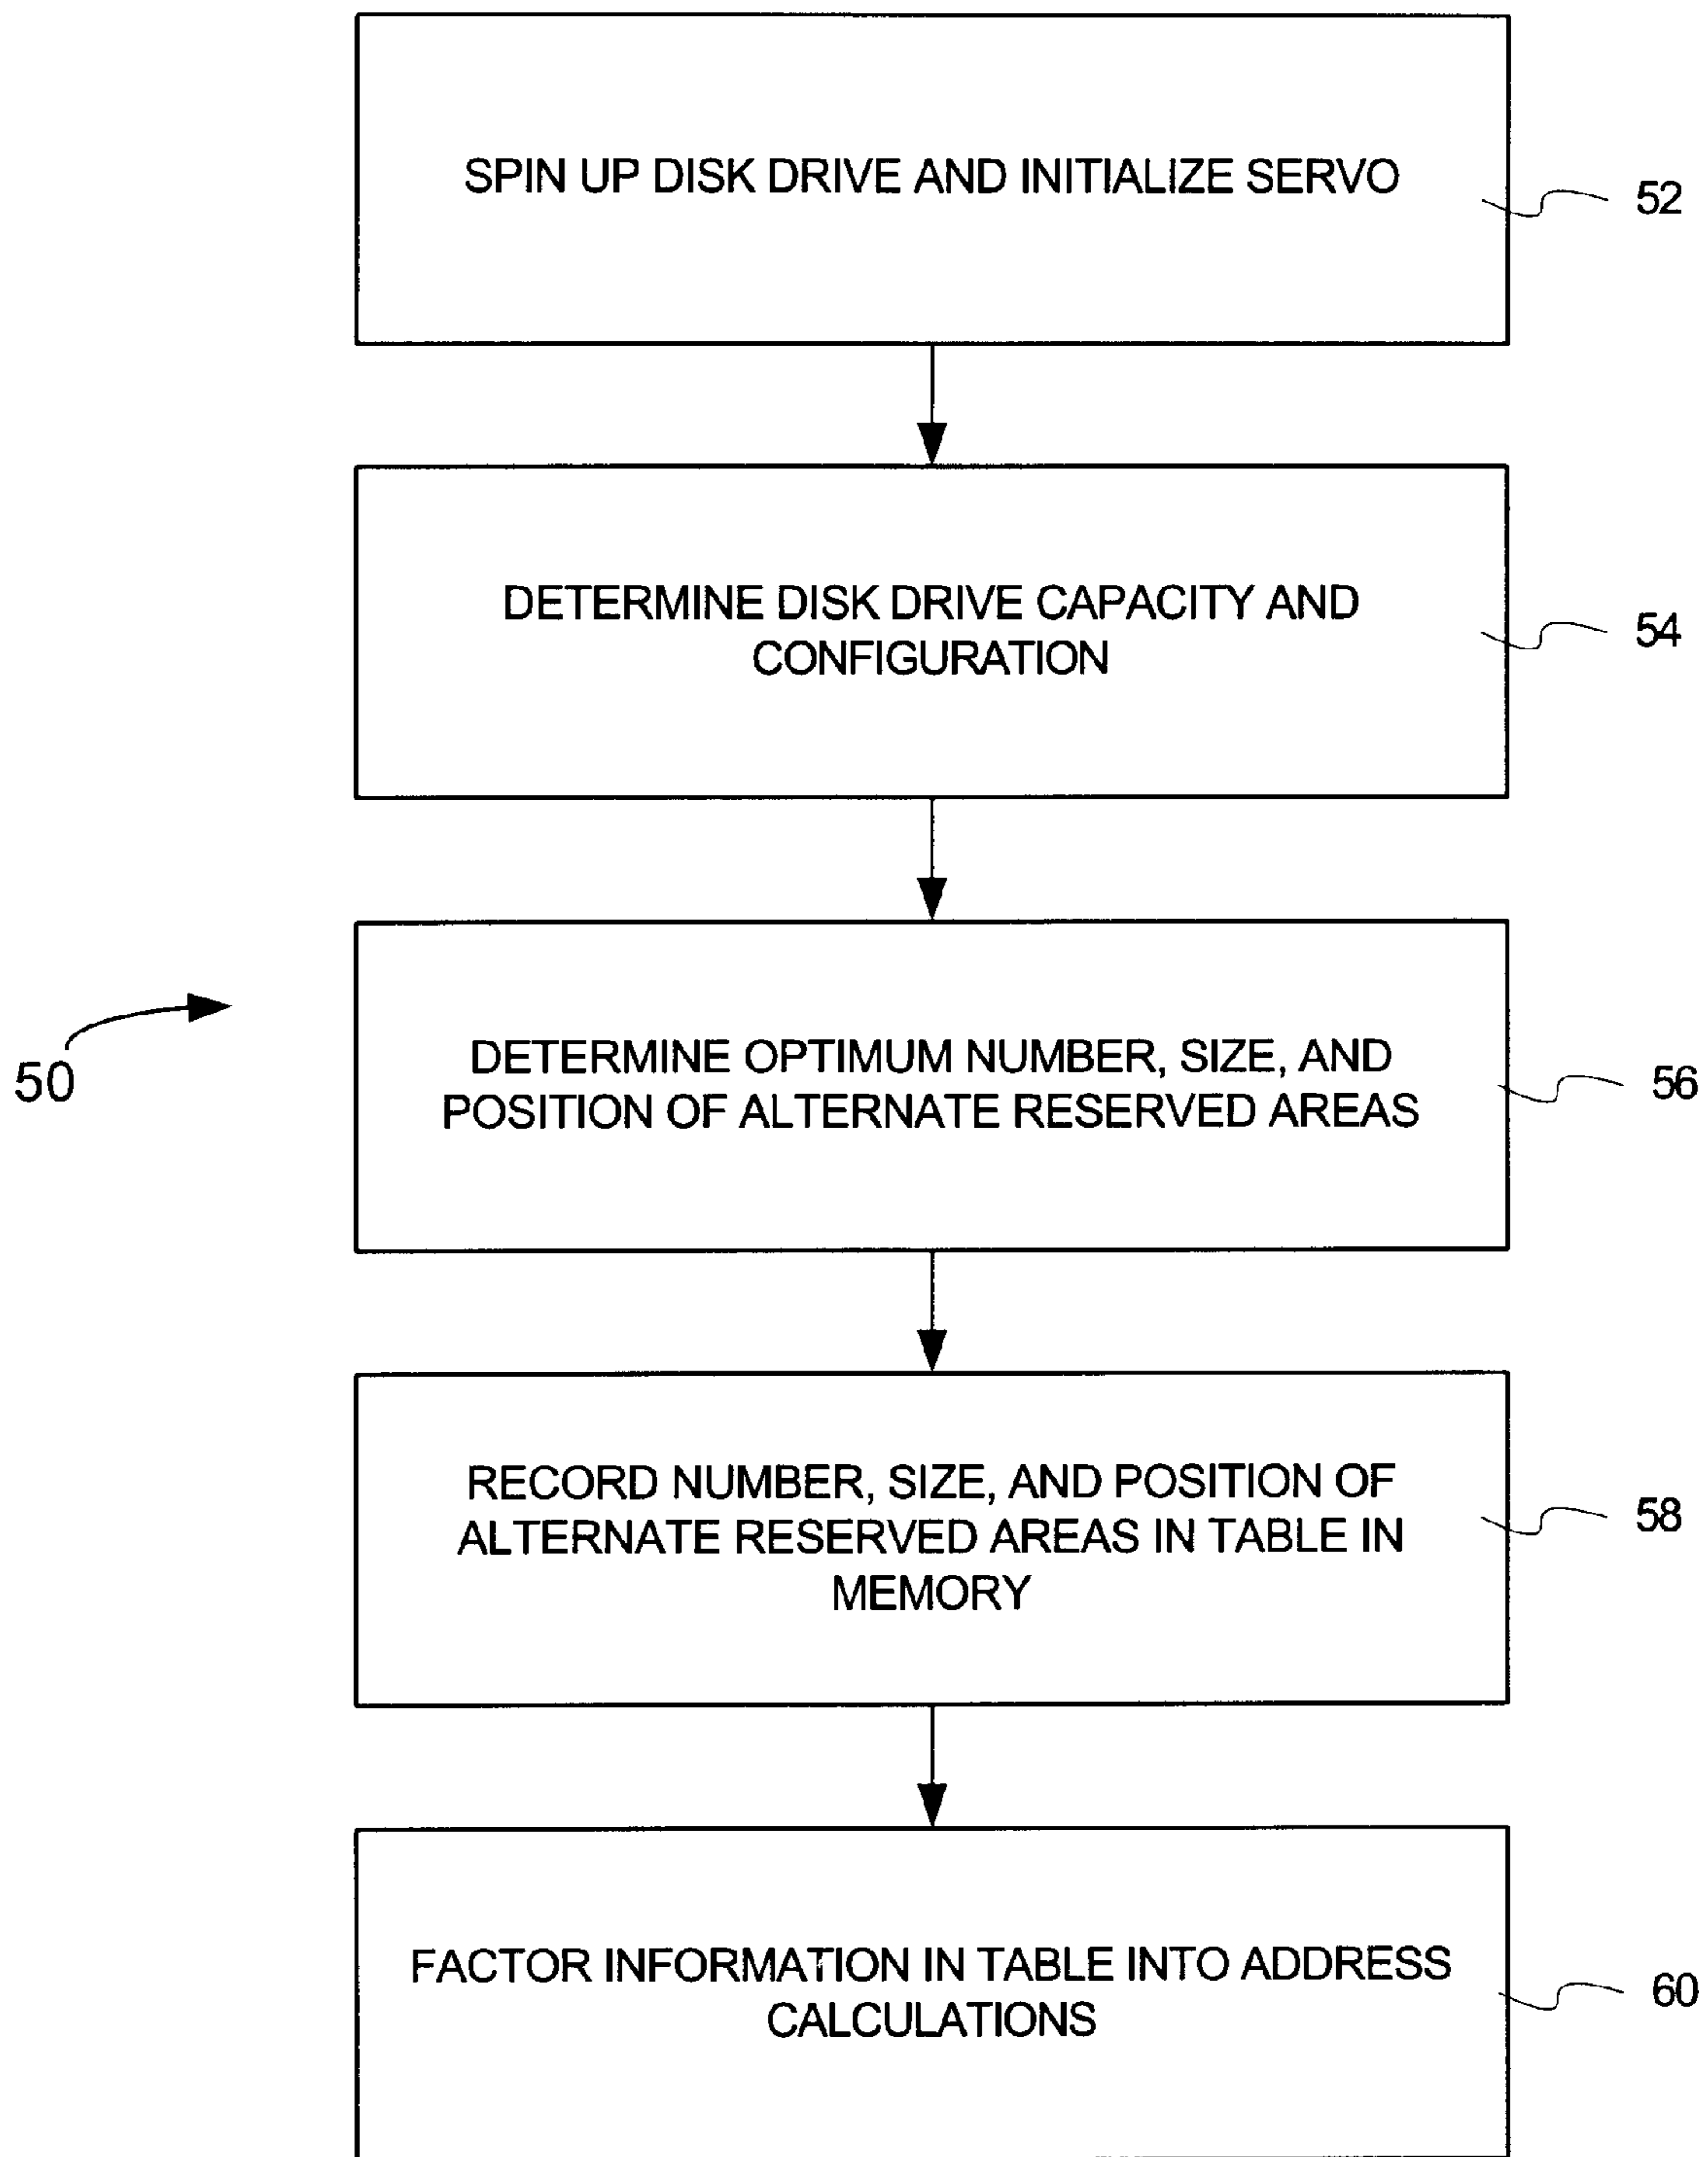 SPIN UP DISK DRIVE AND INITIALIZE SERVO
52
DETERMINE DISK DRIVE CAPACITY AND
CONFIGURATION
54
50
DETERMINE OPTIMUM NUMBER, SIZE, AND
POSITION OF ALTERNATE RESERVED AREAS
56
RECORD NUMBER, SIZE, AND POSITION OF
ALTERNATE RESERVED AREAS IN TABLE IN
MEMORY
58
FACTOR INFORMATION IN TABLE INTO ADDRESS
CALCULATIONS
60